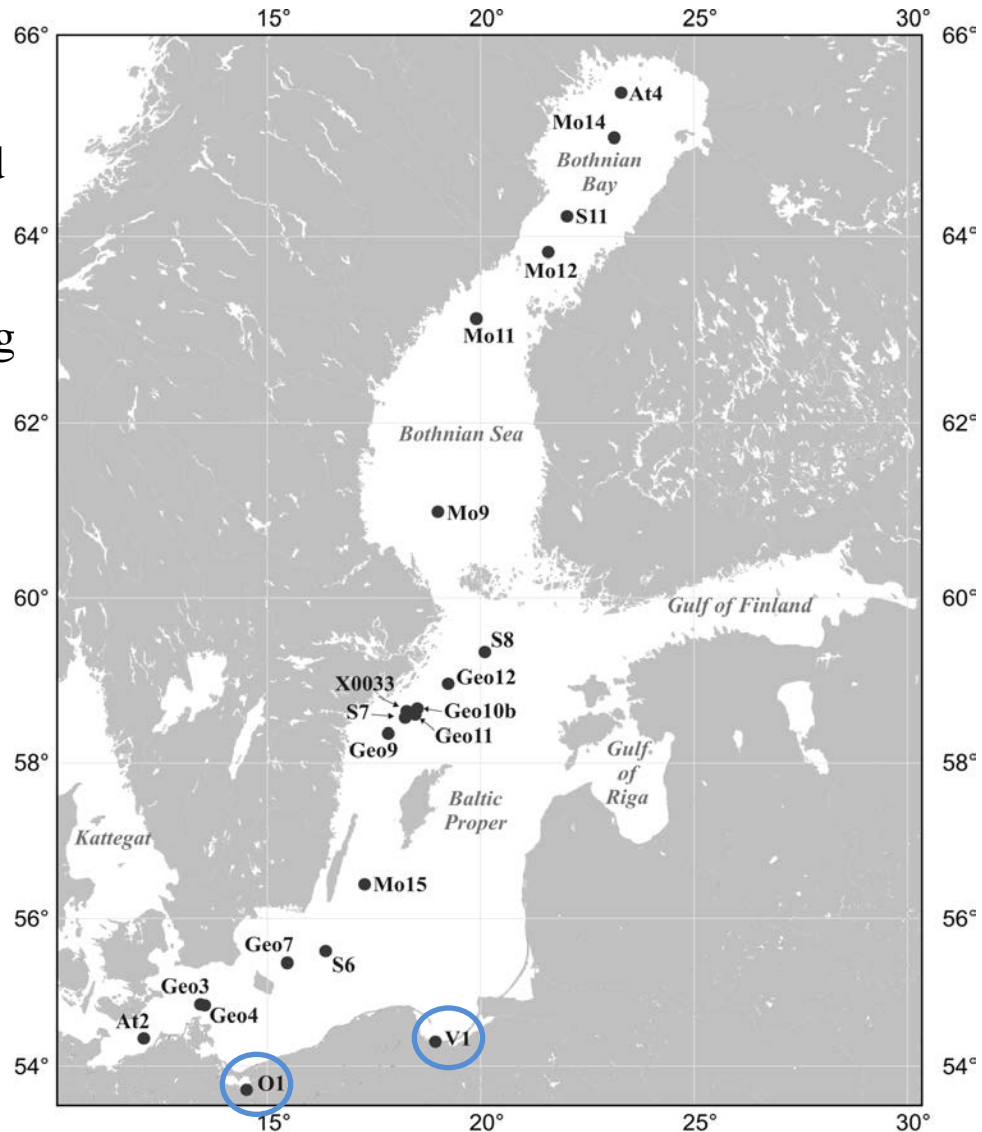 15°
20°
25°
30°
66°
66°
At4
Mo14
Bothnian
Bay
S11
64°
64°
Mo12
Mo11
62°
62°
Bothnian Sea
Mo9
60°
60°
Gulf of Finland
S8
Geo12
X0033
Geo10b
S7
Geo11
Geo9
58°
58°
Gulf
of
Riga
Baltic
Proper
Kattegat
Mo15
56°
56°
Geo7
S6
Geo3
Geo4
At2
V1
54°
54°
O1
15°
20°
25°
30°
d
g